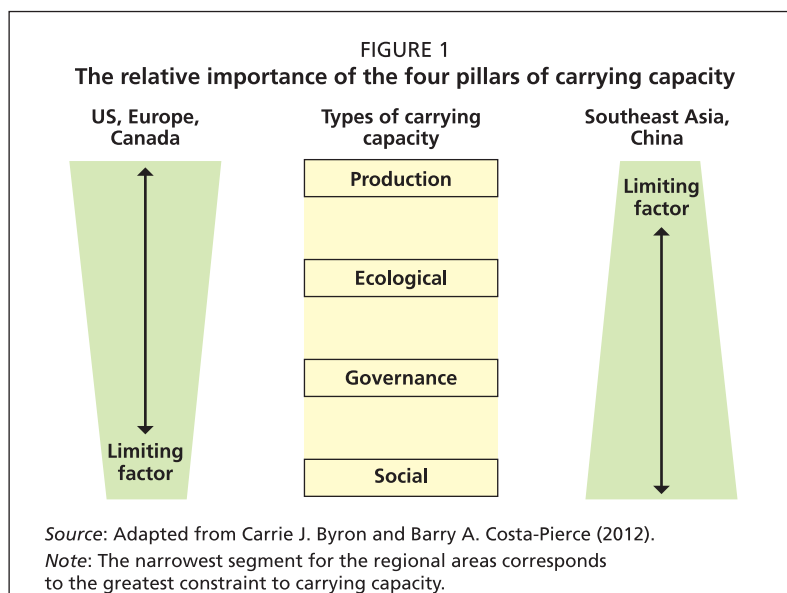 FIGURE 1
The relative importance of the four pillars of carrying capacity
US, Europe,
Canada
Limiting
factor
Types of carrying
capacity
Production
Ecological
Governance
Social
Southeast Asia,
China
Limiting
factor
Source: Adapted from Carrie J. Byron and Barry A. Costa-Pierce (2012).
Note: The narrowest segment for the regional areas corresponds
to the greatest constraint to carrying capacity.